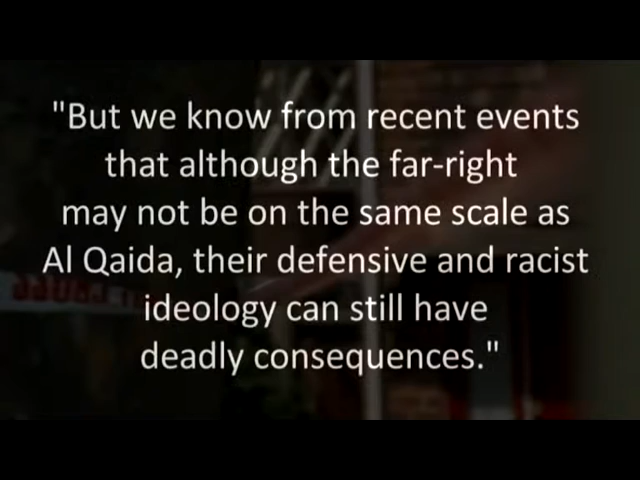 "But we know from recent events
that although the far-right
may not be on the same scale as
Al Qaida, their defensive and racist
ideology can still have
deadly consequences."